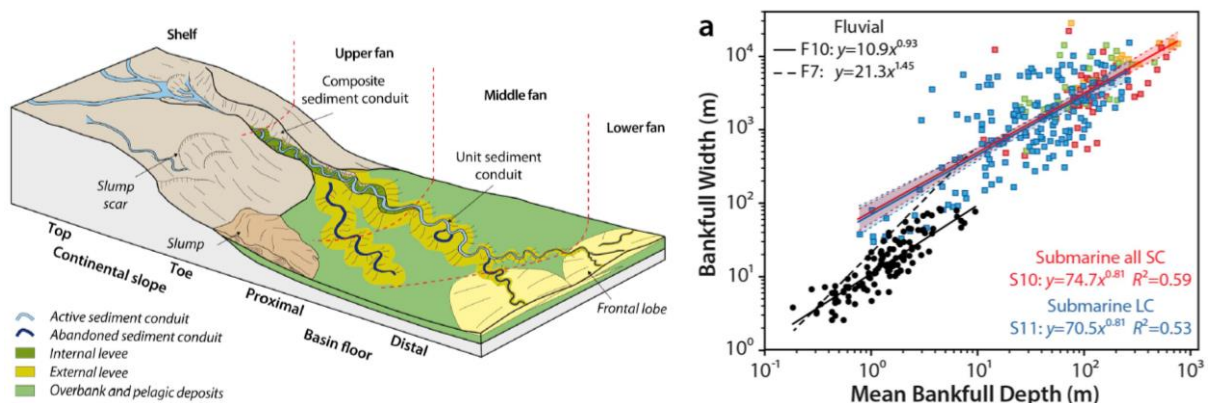 Shelf
Upper fan
Composite
sediment conduit
Middle fan
Lower fan
Unit sediment
conduit
Slump
scar
Slump
Frontal lobe
Top
Continental slope
Toe
Proximal
Basin floor
Distal
Active sediment conduit
Abandoned sediment conduit
Internal levee
External levee
Overbank and pelagic deposits
a
Fluvial
F10: y=10.9x^0.93
F7: y=21.3x^1.45
Submarine all SC
S10: y=74.7x^0.81 R²=0.59
Submarine LC
S11: y=70.5x^0.81 R²=0.53
Bankfull Width (m)
10^4
10^3
10^2
10^1
10^0
10^-1
10^0
10^1
10^2
10^3
Mean Bankfull Depth (m)